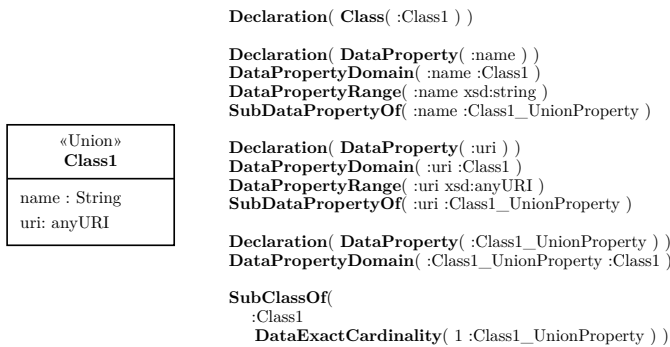 «Union»
Class1
name : String
uri: anyURI
Declaration( Class( :Class1 ) )
Declaration( DataProperty( :name ) )
DataPropertyDomain( :name :Class1 )
DataPropertyRange( :name xsd:string )
SubDataPropertyOf( :name :Class1_UnionProperty )
Declaration( DataProperty( :uri ) )
DataPropertyDomain( :uri :Class1 )
DataPropertyRange( :uri xsd:anyURI )
SubDataPropertyOf( :uri :Class1_UnionProperty )
Declaration( DataProperty( :Class1_UnionProperty ) )
DataPropertyDomain( :Class1_UnionProperty :Class1 )
SubClassOf(
:Class1
DataExactCardinality( 1 :Class1_UnionProperty ) )